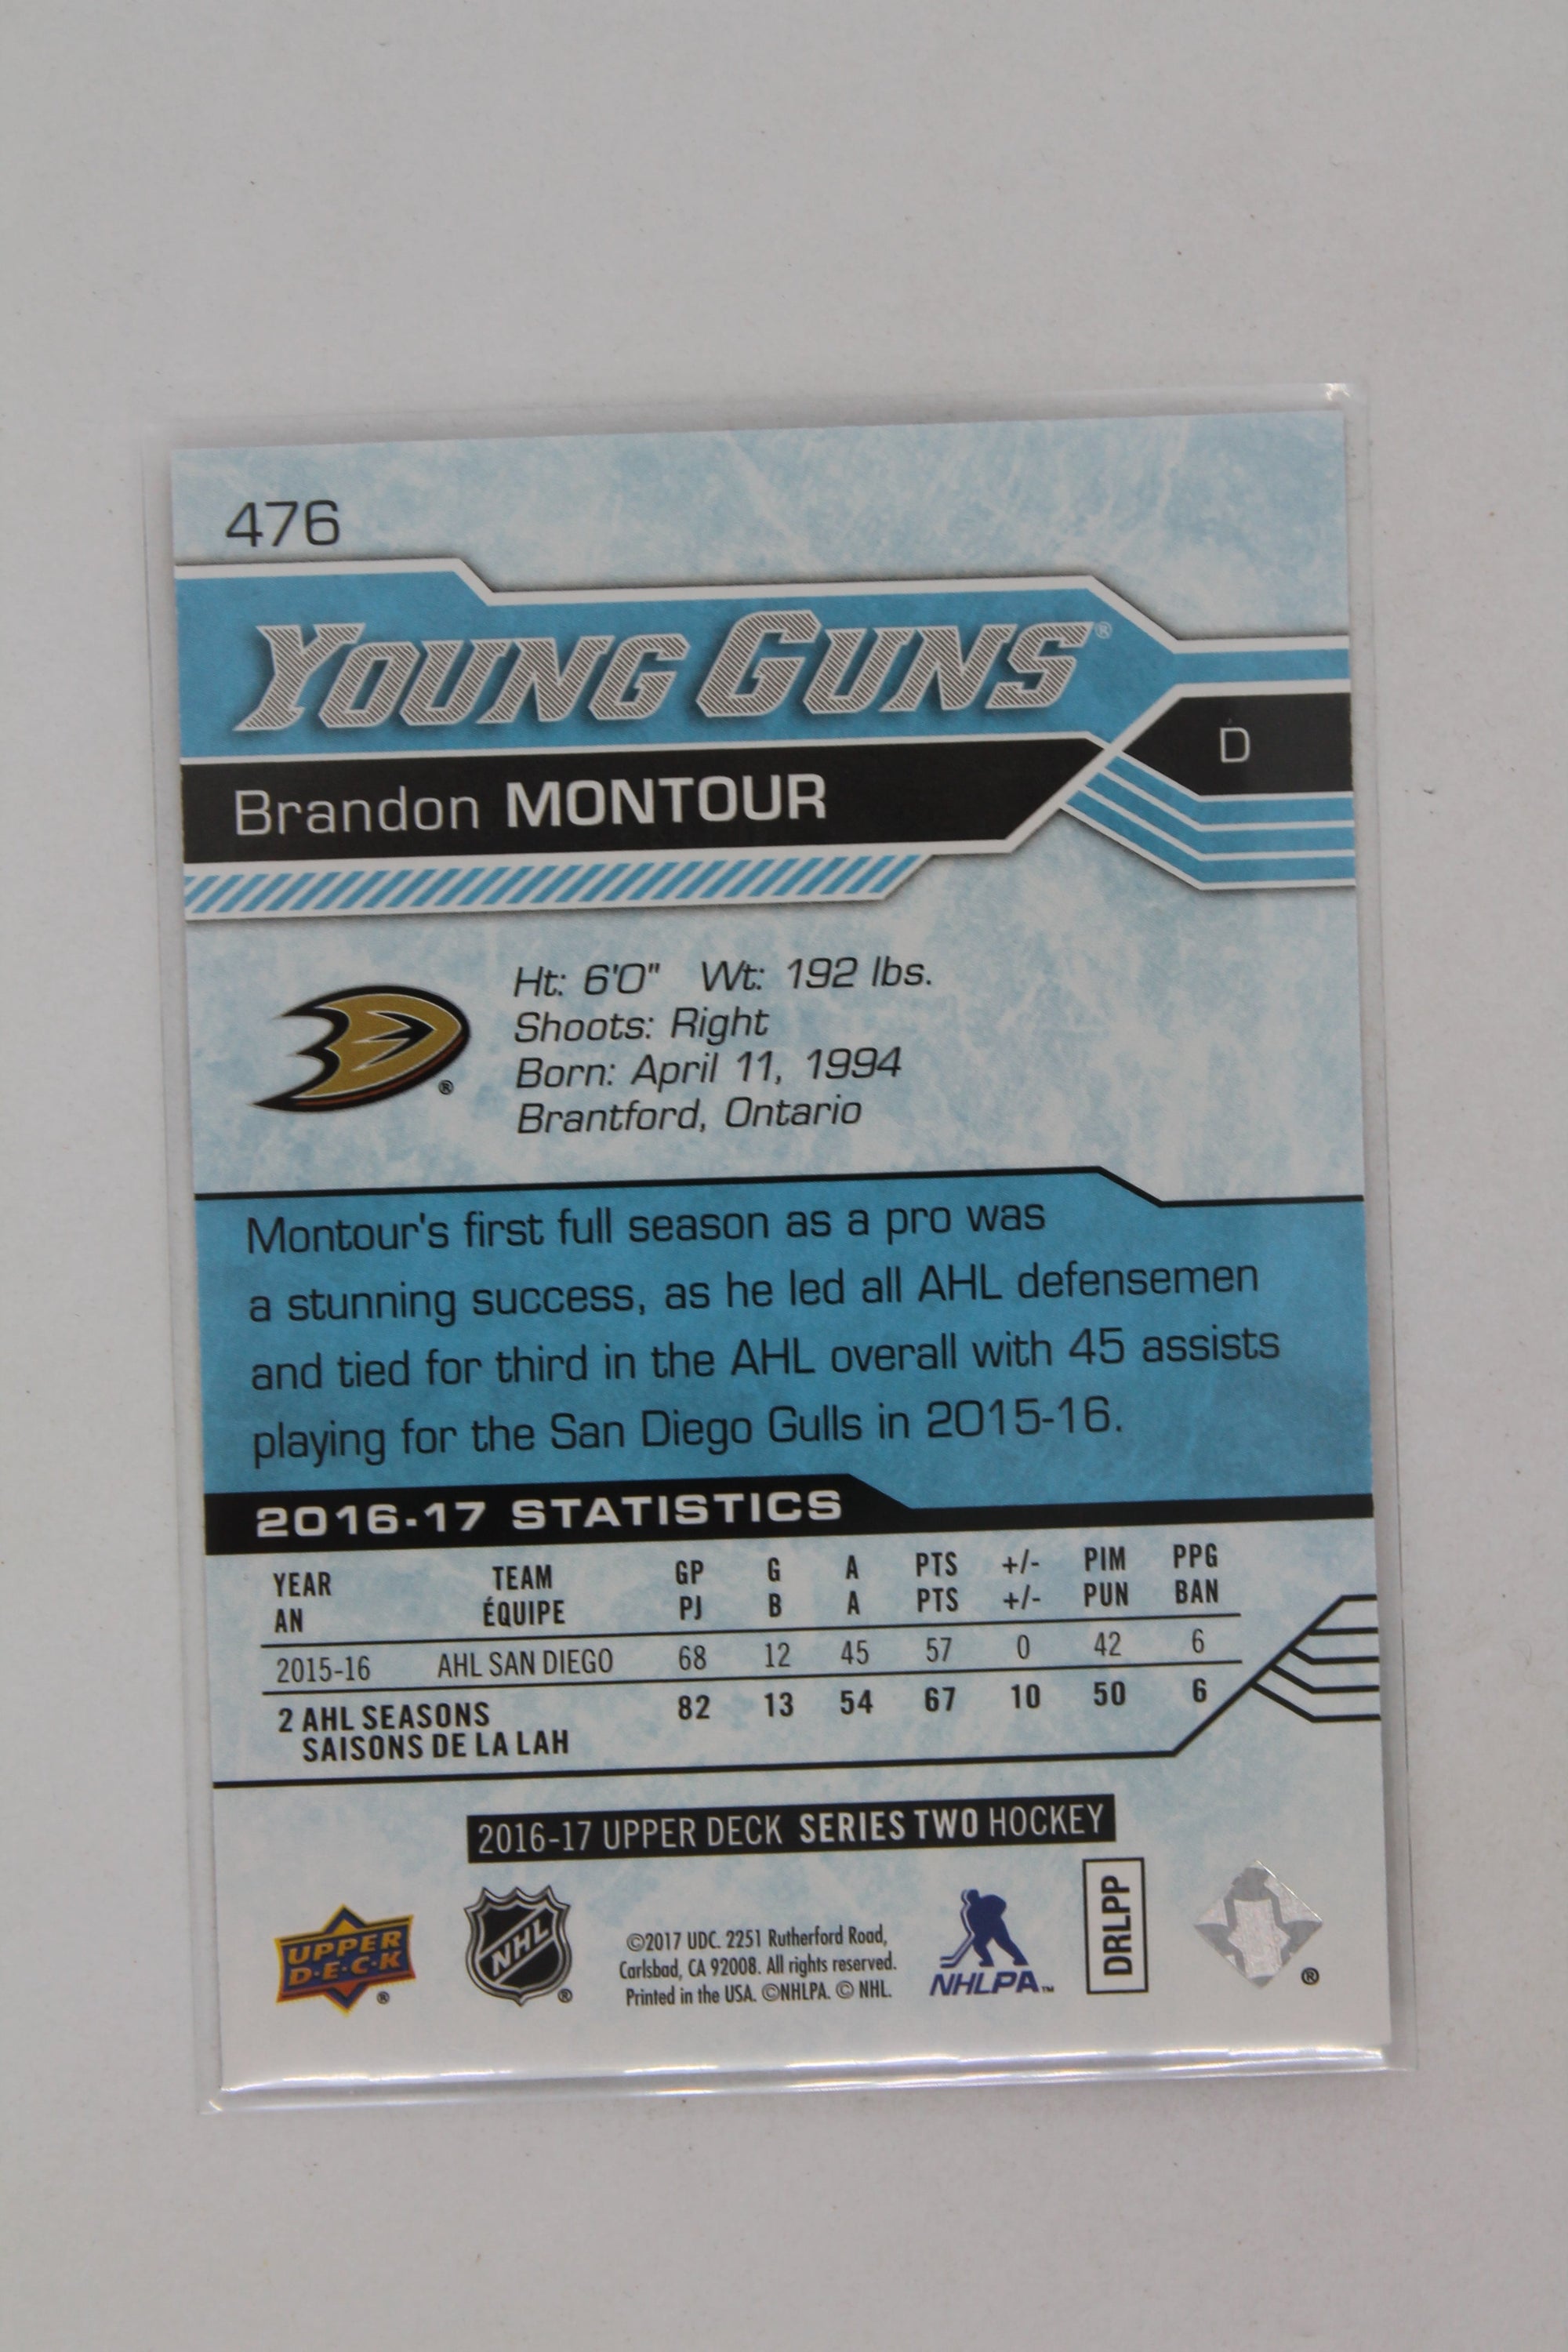 476
YOUNG GUNS®
D
Brandon MONTOUR
Ht: 6'0" Wt: 192 lbs.
Shoots: Right
Born: April 11, 1994
Brantford, Ontario
®
Montour's first full season as a pro was
a stunning success, as he led all AHL defensemen
and tied for third in the AHL overall with 45 assists
playing for the San Diego Gulls in 2015-16.
2016-17 STATISTICS
YEAR TEAM GP G A PTS +/- PIM PPG
AN ÉQUIPE PJ B A PTS +/- PUN BAN
2015-16 AHL SAN DIEGO 68 12 45 57 0 42 6
2 AHL SEASONS 82 13 54 67 10 50 6
SAISONS DE LA LAH
2016-17 UPPER DECK SERIES TWO HOCKEY
UPPER
D·E·C·K®
NHL®
©2017 UDC. 2251 Rutherford Road,
Carlsbad, CA 92008. All rights reserved.
Printed in the USA. ©NHLPA. © NHL.
NHLPA™
DRLPP
®